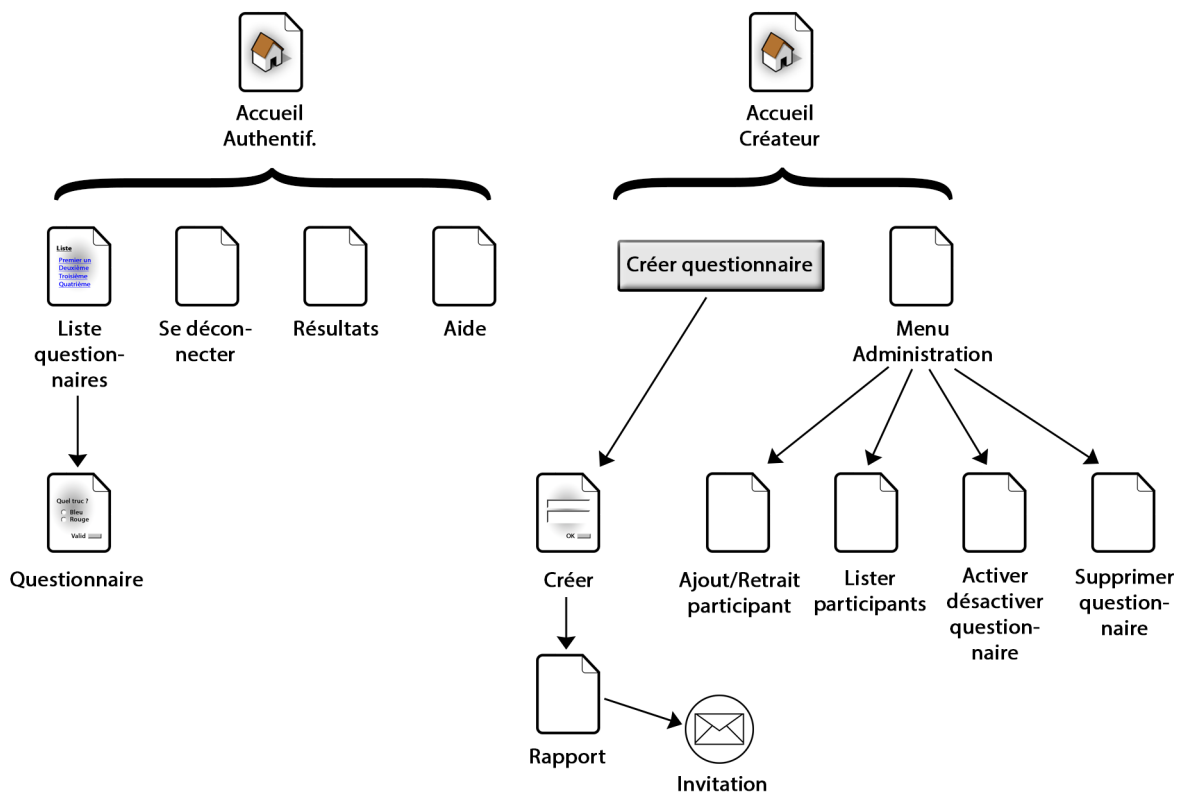 Accueil
Authentif.
Accueil
Créateur
Liste
Premier un
Deuxième
Troisième
Quatrième
Liste
question-
naires
Se décon-
necter
Résultats
Aide
Créer questionnaire
Menu
Administration
Quel truc ?
Bleu
Rouge
Valid
Questionnaire
OK
Créer
Ajout/Retrait
participant
Lister
participants
Activer
désactiver
question-
naire
Supprimer
question-
naire
Rapport
Invitation